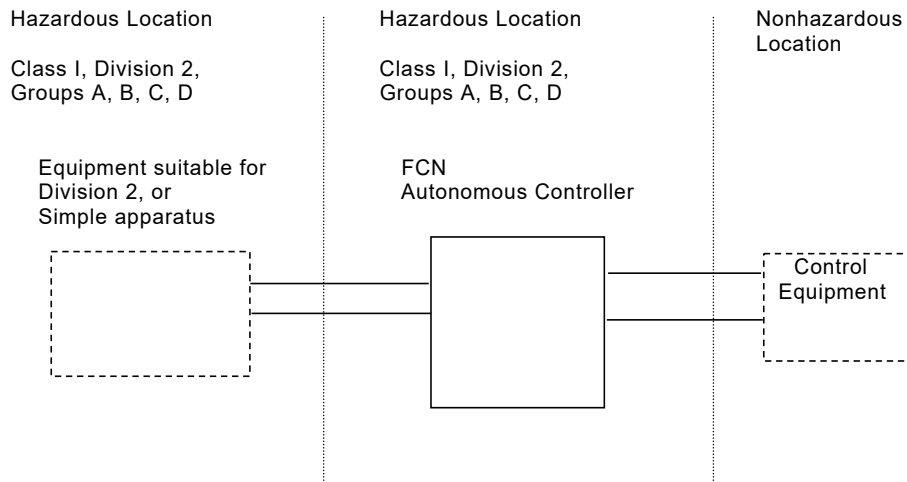 Hazardous Location
Class I, Division 2,
Groups A, B, C, D
Equipment suitable for
Division 2, or
Simple apparatus
Hazardous Location
Class I, Division 2,
Groups A, B, C, D
FCN
Autonomous Controller
Nonhazardous
Location
Control
Equipment